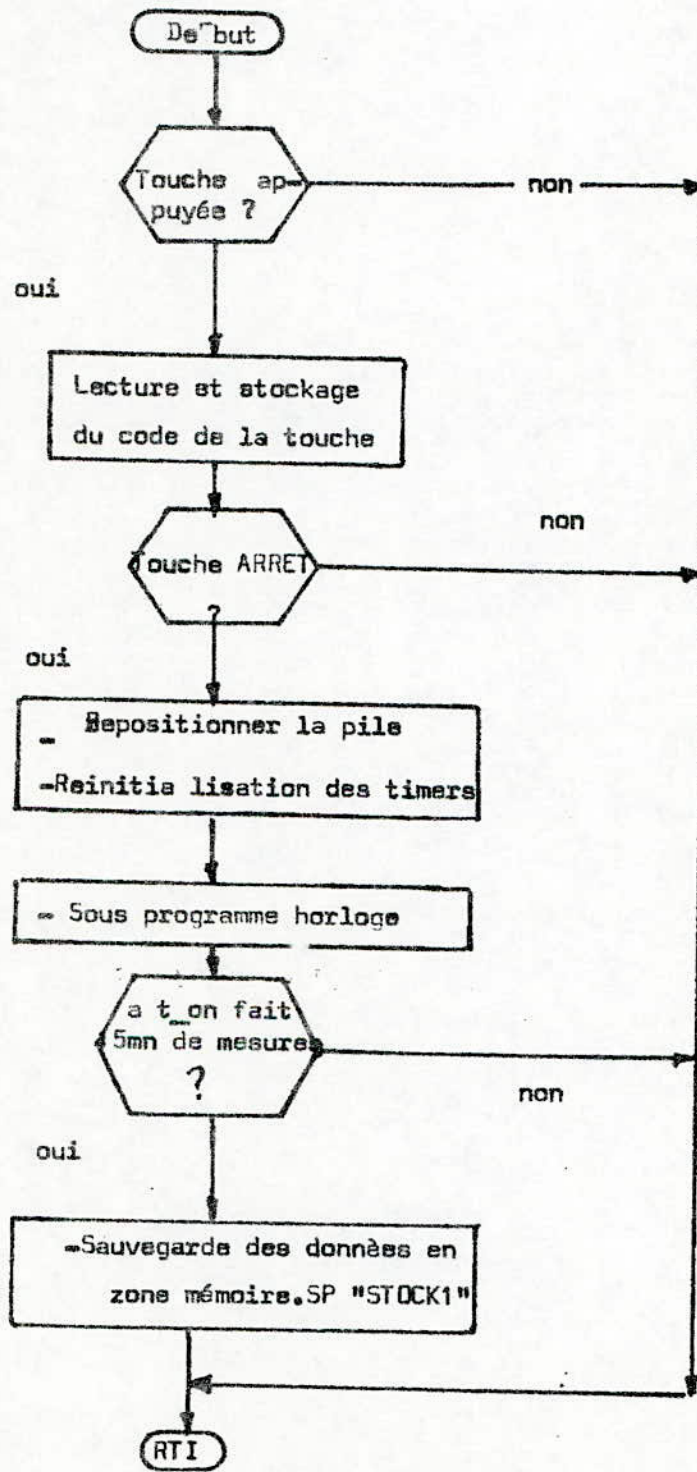 De^but
Touche ap-
puyée ?
non
oui
Lecture et stockage
du code de la touche
non
Touche ARRET
?
oui
- Repositionner la pile
-Reinitia lisation des timers
- Sous programme horloge
a t_on fait
5mn de mesure
?
non
oui
-Sauvegarde des donnèes en
zone mémoire.SP "STOCK1"
RTI